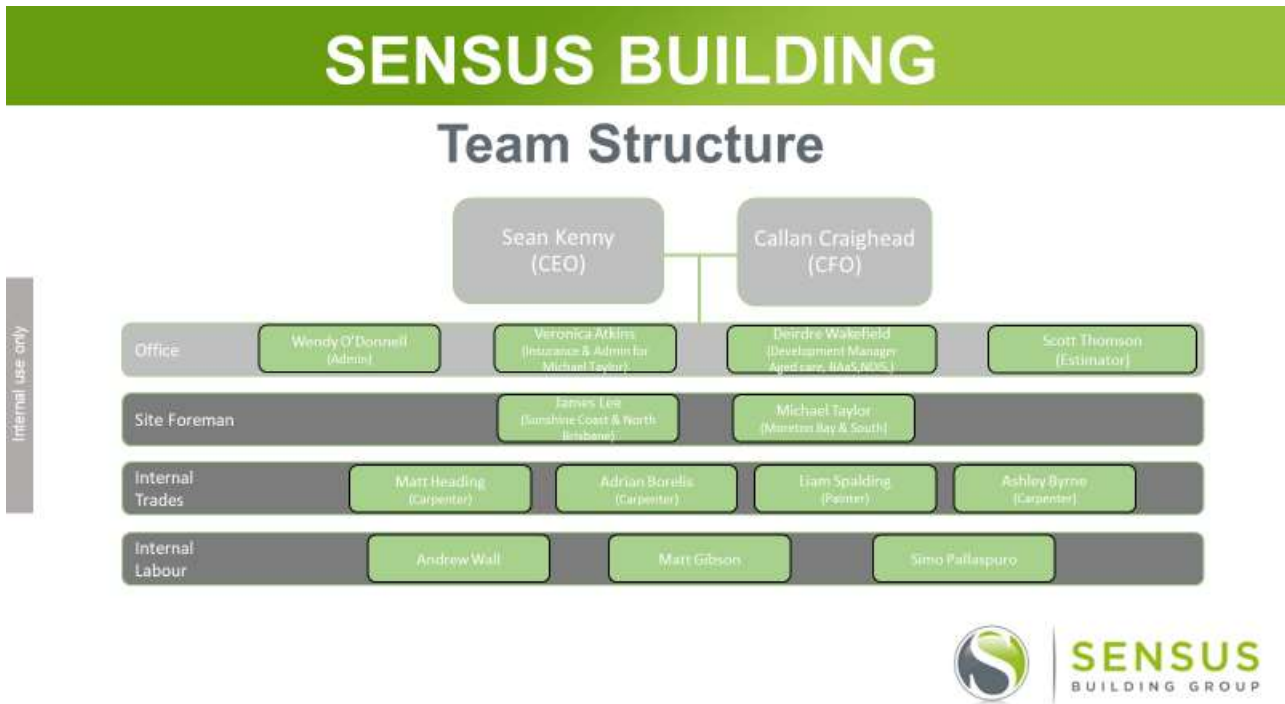 SENSUS BUILDING
Team Structure
Sean Kenny
(CEO)
Callan Craighead
(CFO)
Internal use only
Office
Wendy O'Donnell
(Admin)
Veronica Atkins
(Insurance & Admin for
Michael Taylor)
Deirdre Wakefield
(Development Manager
Aged care, BAaS,NDIS,)
Scott Thomson
(Estimator)
Site Foreman
James Lee
(Sunshine Coast & North
Brisbane)
Michael Taylor
(Moreton Bay & South)
Internal
Trades
Matt Heading
(Carpenter)
Adrian Borelis
(Carpenter)
Liam Spalding
(Painter)
Ashley Byrne
(Carpenter)
Internal
Labour
Andrew Wall
Matt Gibson
Simo Pallaspuro
SENSUS
BUILDING GROUP